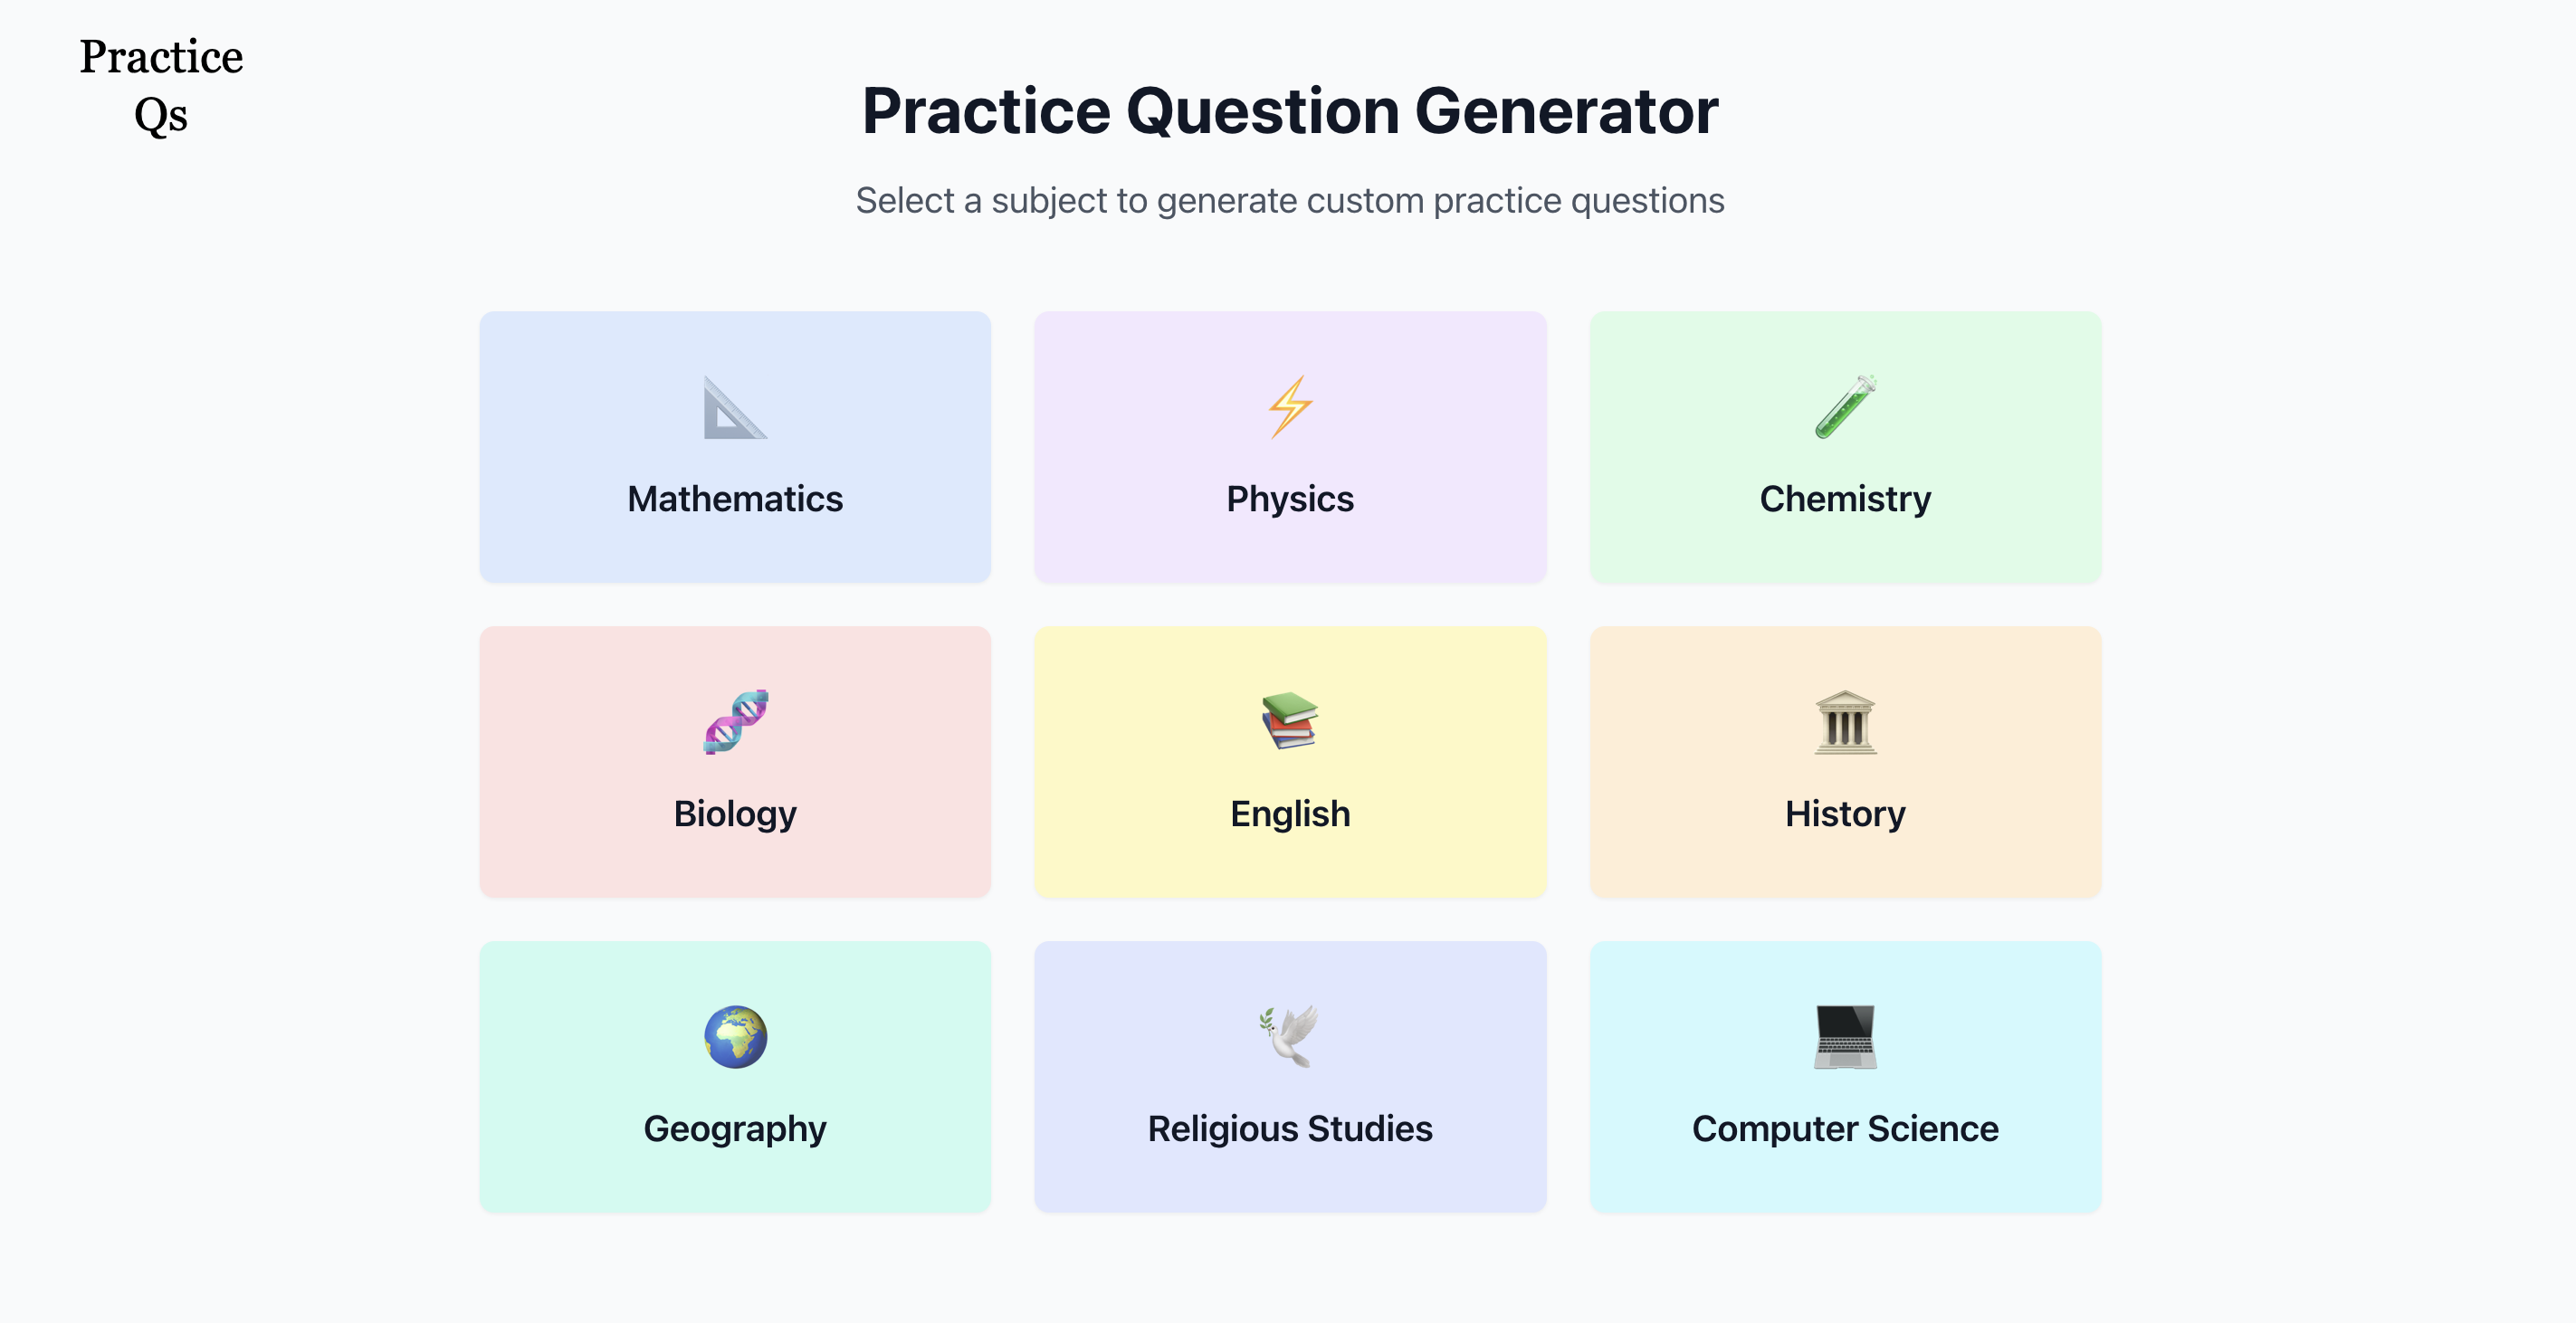 Practice
Qs
Practice Question Generator
Select a subject to generate custom practice questions
Mathematics
Physics
Chemistry
Biology
English
History
Geography
Religious Studies
Computer Science